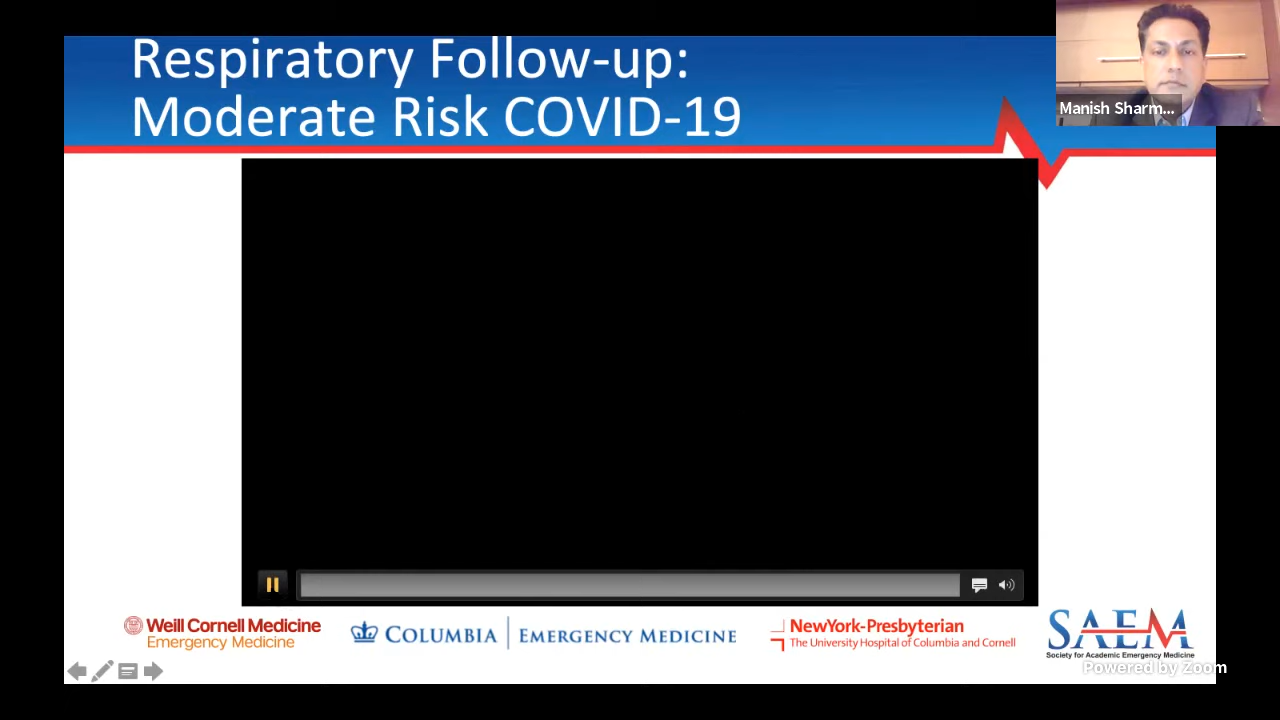 Respiratory Follow-up:
Moderate Risk COVID-19
Manish Sharm...
Weill Cornell Medicine
Emergency Medicine
COLUMBIA
EMERGENCY MEDICINE
NewYork-Presbyterian
The University Hospital of Columbia and Cornell
SAEM
Society for Academic Emergency Medicine
Powered by Zoom